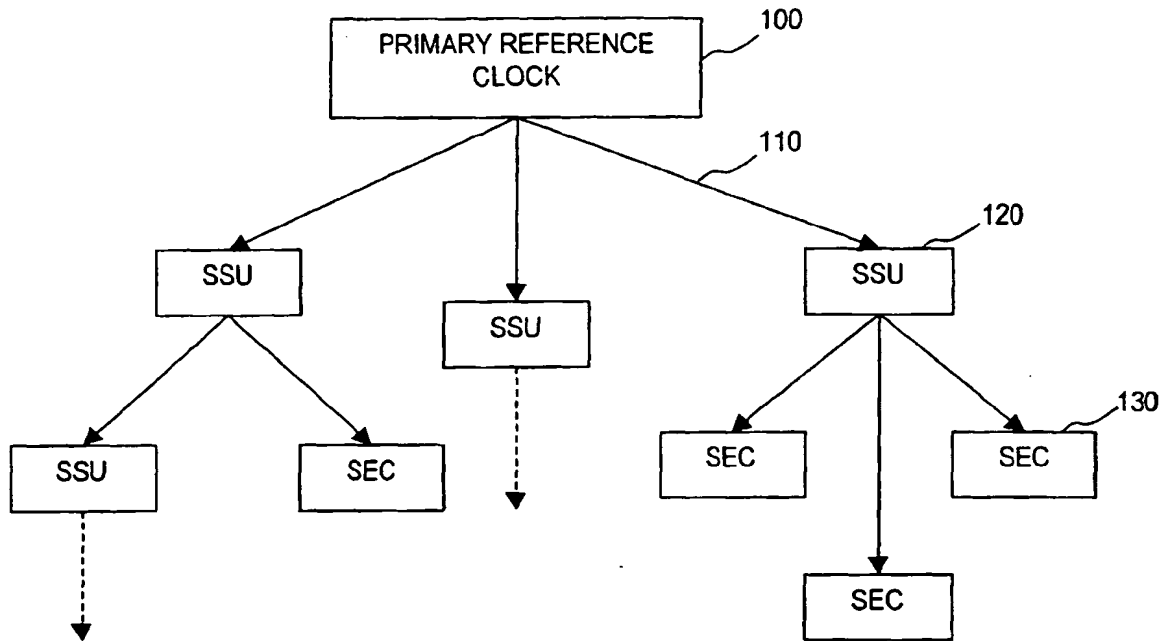 100
PRIMARY REFERENCE
CLOCK
110
120
SSU
SSU
SSU
130
SSU
SEC
SEC
SEC
SEC